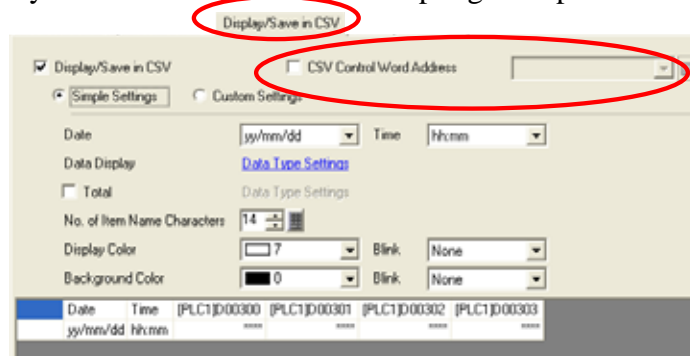 Display/Save in CSV
Display/Save in CSV CSV Control Word Address
Simple Settings Custom Settings
Date yy/mm/dd Time hh:mm
Data Display Data Type Settings
Total Data Type Settings
No. of Item Name Characters 14
Display Color 7 Blink None
Background Color 0 Blink None
Date Time [PLC1]D00300 [PLC1]D00301 [PLC1]D00302 [PLC1]D00303
yy/mm/dd hh:mm **** **** **** ****